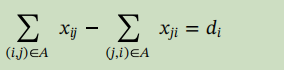 ∑_{(i,j)∈A} x_{ij} − ∑_{(j,i)∈A} x_{ji} = d_i